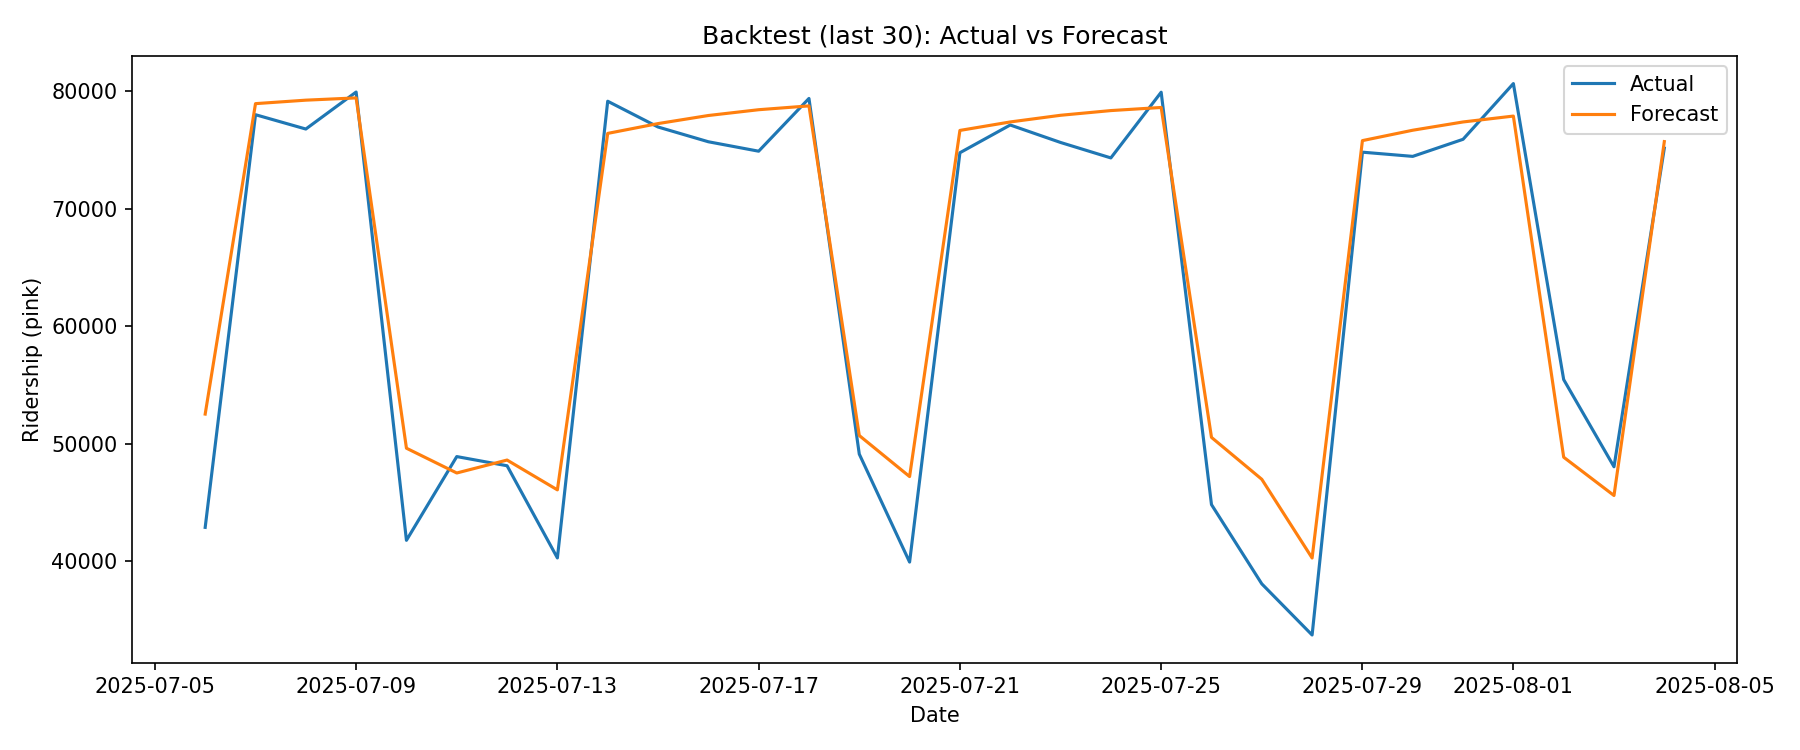 Backtest (last 30): Actual vs Forecast
Actual
Forecast
80000
70000
60000
50000
40000
Ridership (pink)
2025-07-05 2025-07-09 2025-07-13 2025-07-17 2025-07-21 2025-07-25 2025-07-29 2025-08-01 2025-08-05
Date